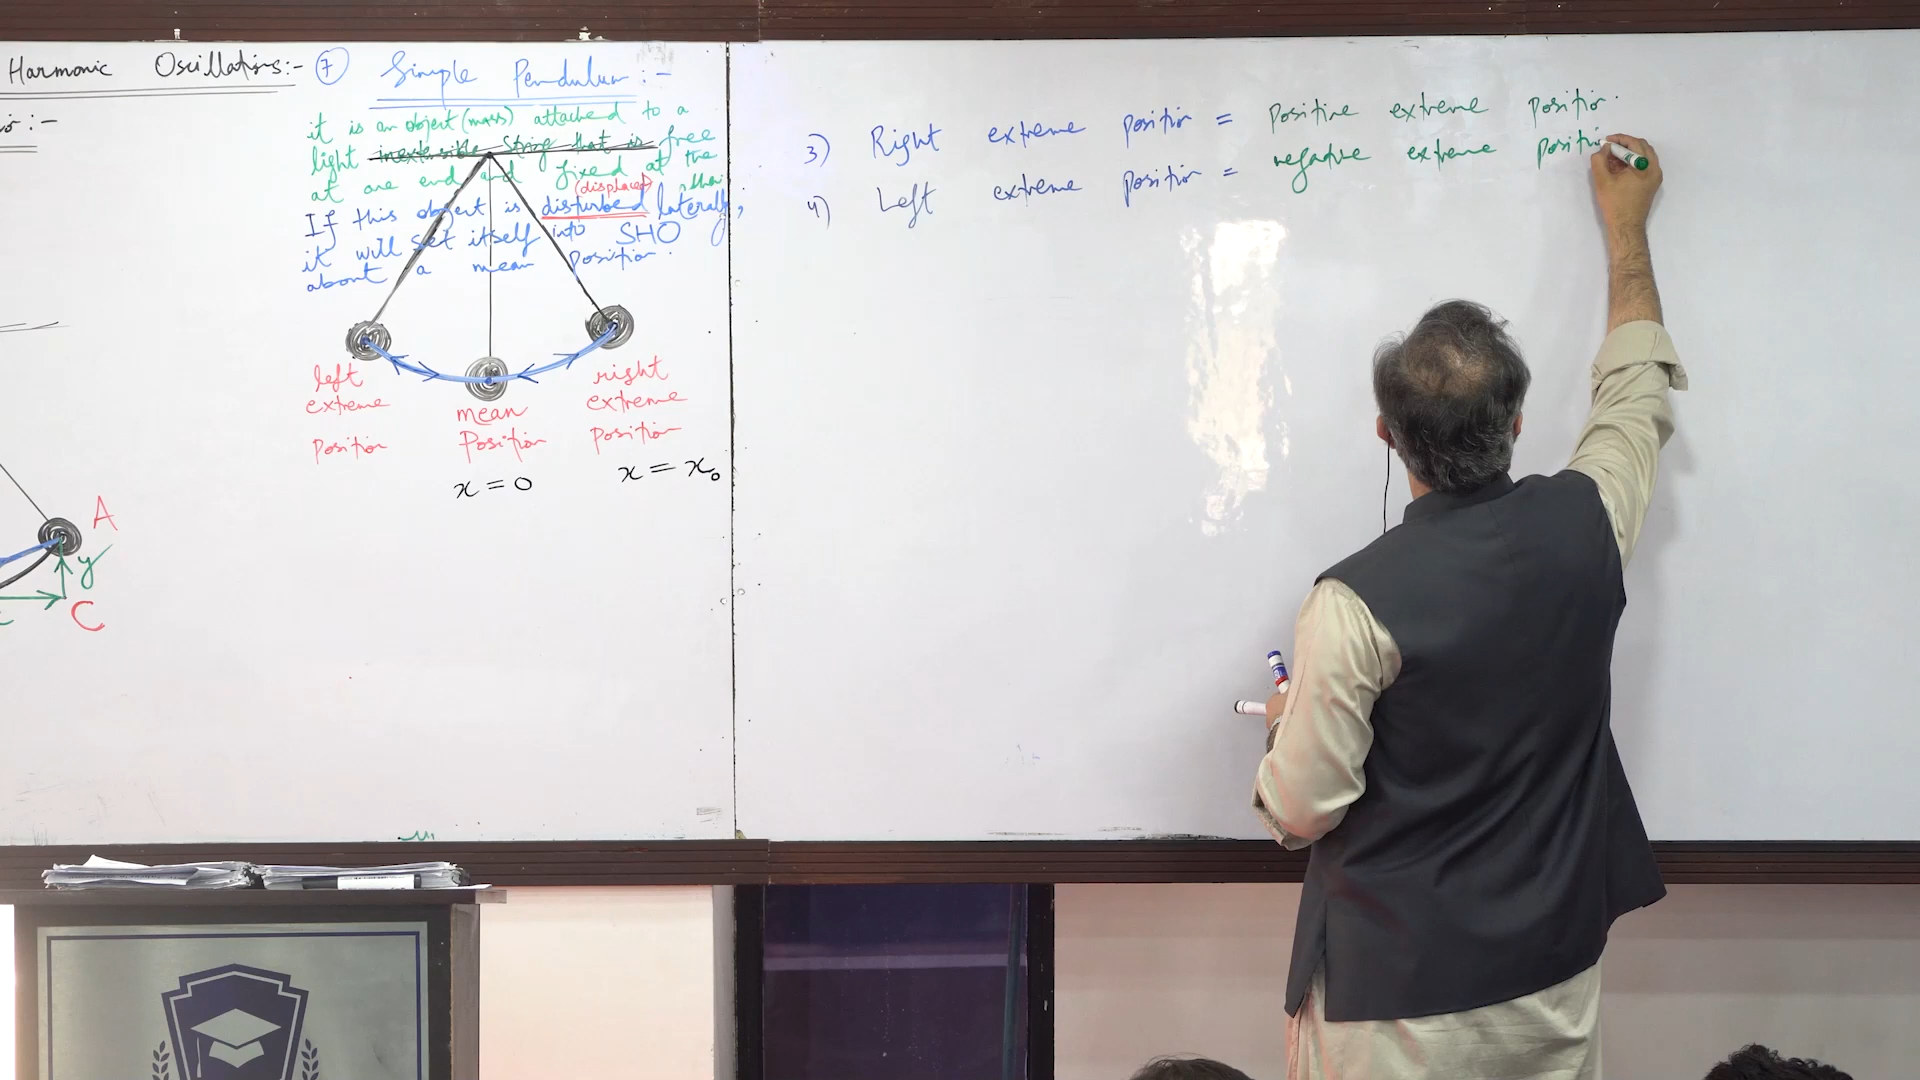 Harmonic Oscillations:-
7 Simple Pendulum:-
it is an object (mass) attached to a
light inextensible string that is free
at one end and fixed at the
(displaced)
If this object is disturbed laterally,
it will set itself into SHO
about a mean position.
left
extreme
position
mean
Position
x = 0
right
extreme
position
x = x₀
A
y
C
3) Right extreme position = Positive extreme position.
4) Left extreme position = negative extreme positio